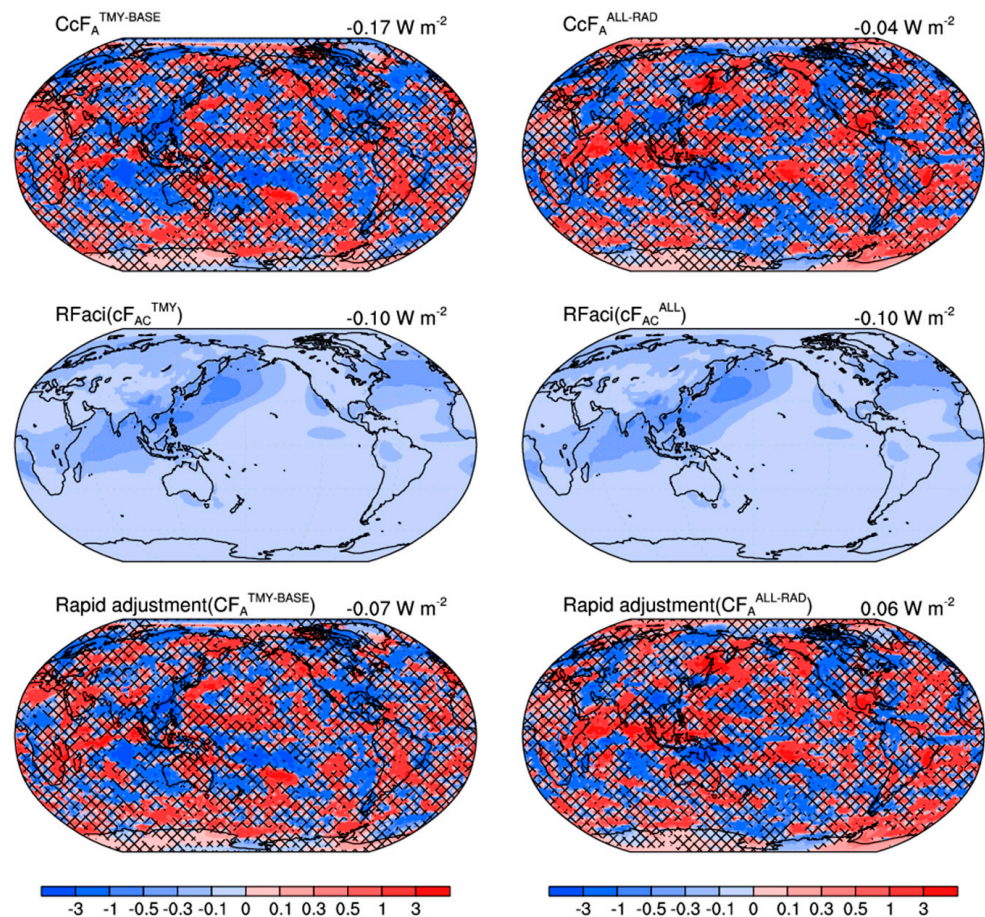 CcF_A^TMY-BASE -0.17 W m^-2
CcF_A^ALL-RAD -0.04 W m^-2
RFaci(cF_AC^TMY) -0.10 W m^-2
RFaci(cF_AC^ALL) -0.10 W m^-2
Rapid adjustment(CF_A^TMY-BASE) -0.07 W m^-2
Rapid adjustment(CF_A^ALL-RAD) 0.06 W m^-2
-3 -1 -0.5 -0.3 -0.1 0 0.1 0.3 0.5 1 3
-3 -1 -0.5 -0.3 -0.1 0 0.1 0.3 0.5 1 3